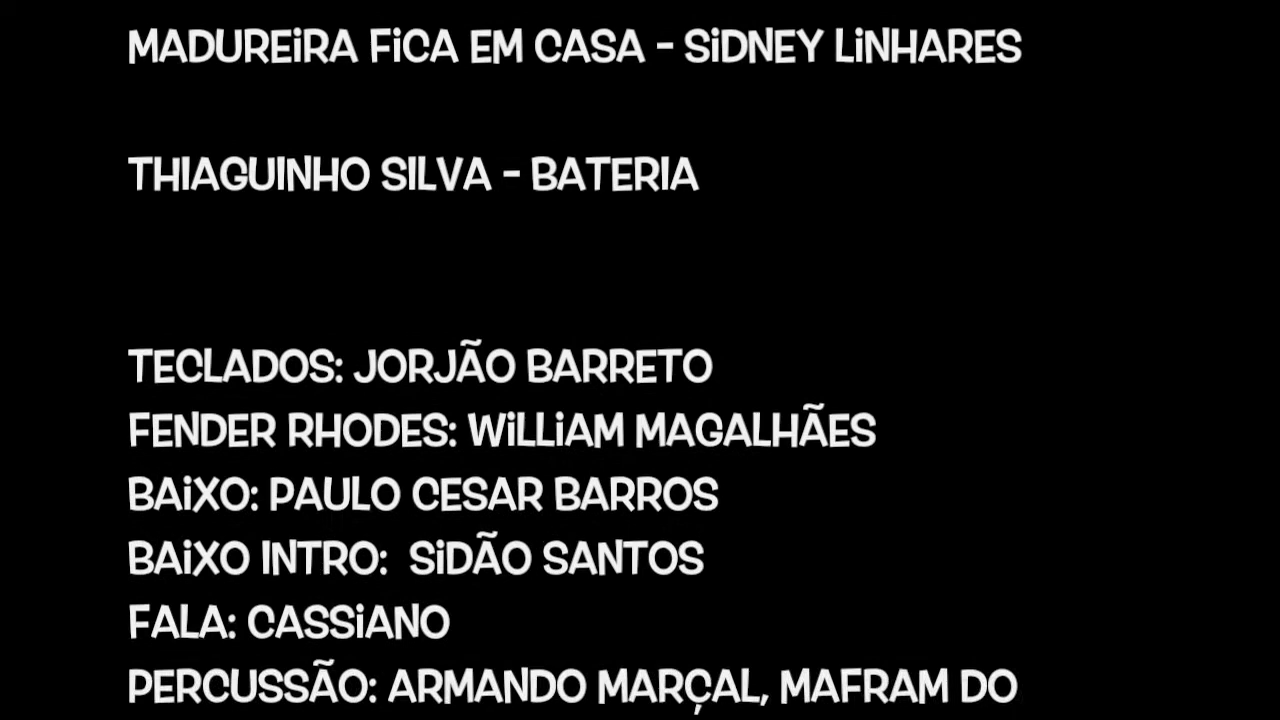 MADUREiRA FiCA EM CASA - SiDNEY LiNHARES
THIAGUINHO SILVA - BATERIA
TECLADOS: JORJÃO BARRETO
FENDER RHODES: WiLLiAM MAGALHÃES
BAiXO: PAULO CESAR BARROS
BAiXO INTRO:  SiDÃO SANTOS
FALA: CASSiANO
PERCUSSÃO: ARMANDO MARÇAL, MAFRAM DO